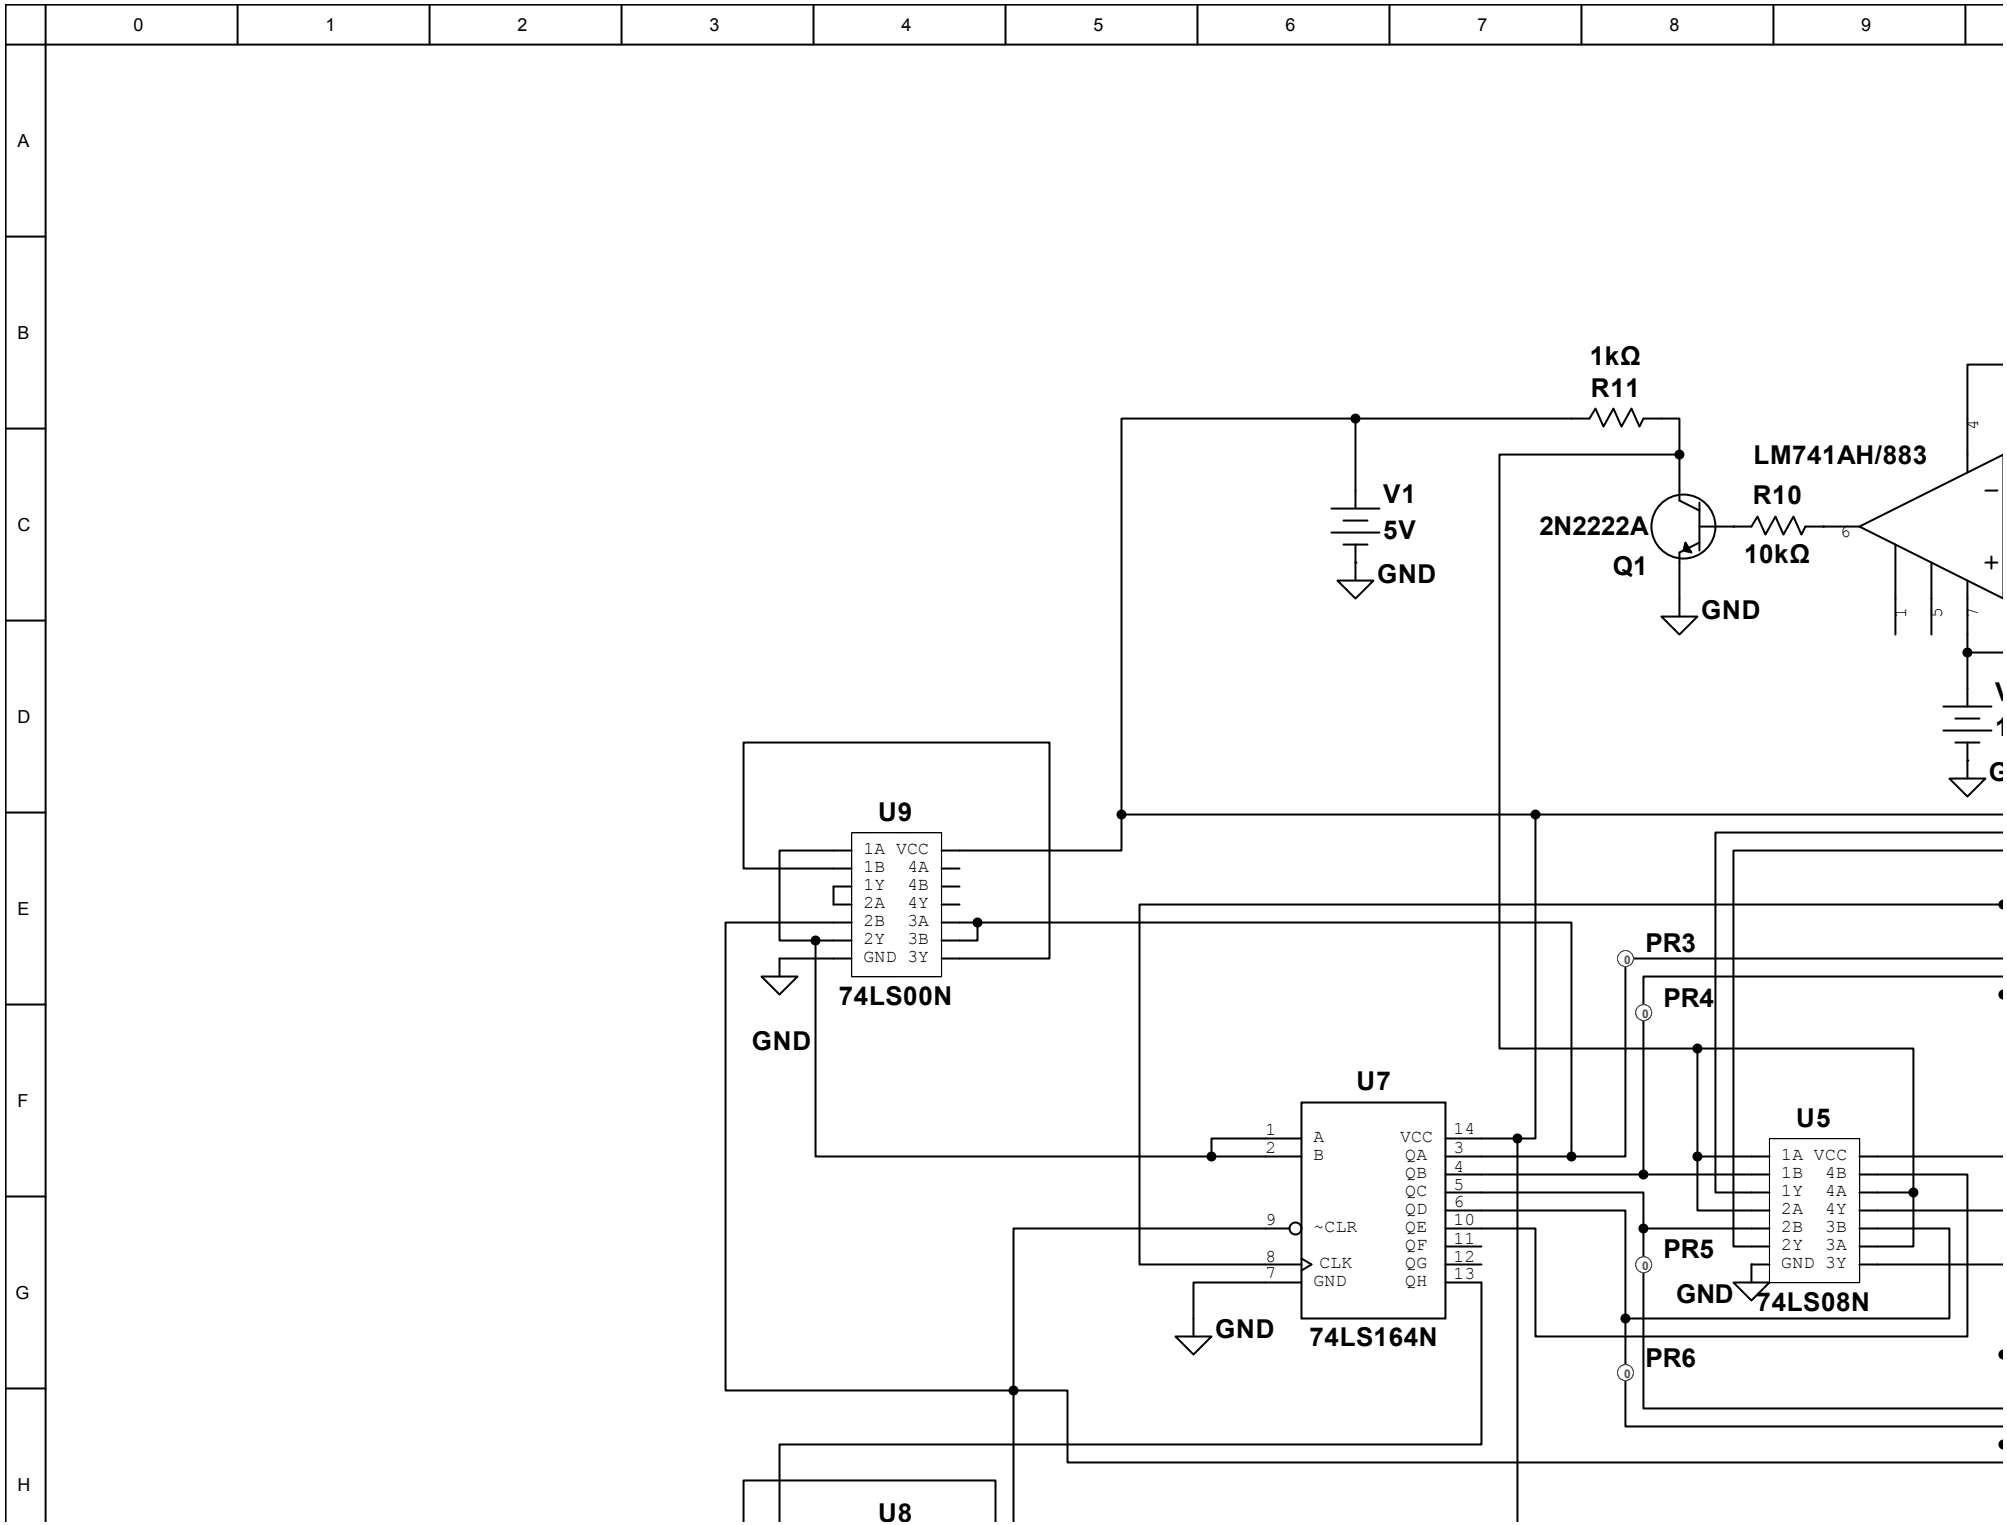 0 1 2 3 4 5 6 7 8 9
A
B
1kΩ
R11
4
LM741AH/883
V1
R10
−
C
5V
2N2222A
6
10kΩ
+
Q1
GND
GND
1 5 7
D
U9
1A VCC
1B 4A
1Y 4B
2A 4Y
2B 3A
2Y 3B
GND 3Y
74LS00N
GND
E
PR3
0
PR4
0
F
U7
1 A VCC 14
2 B QA 3
QB 4
QC 5
QD 6
9 ~CLR QE 10
QF 11
8 CLK QG 12
7 GND QH 13
GND
74LS164N
U5
1A VCC
1B 4B
1Y 4A
2A 4Y
2B 3B
2Y 3A
GND 3Y
PR5
0
GND
74LS08N
G
PR6
0
H
U8